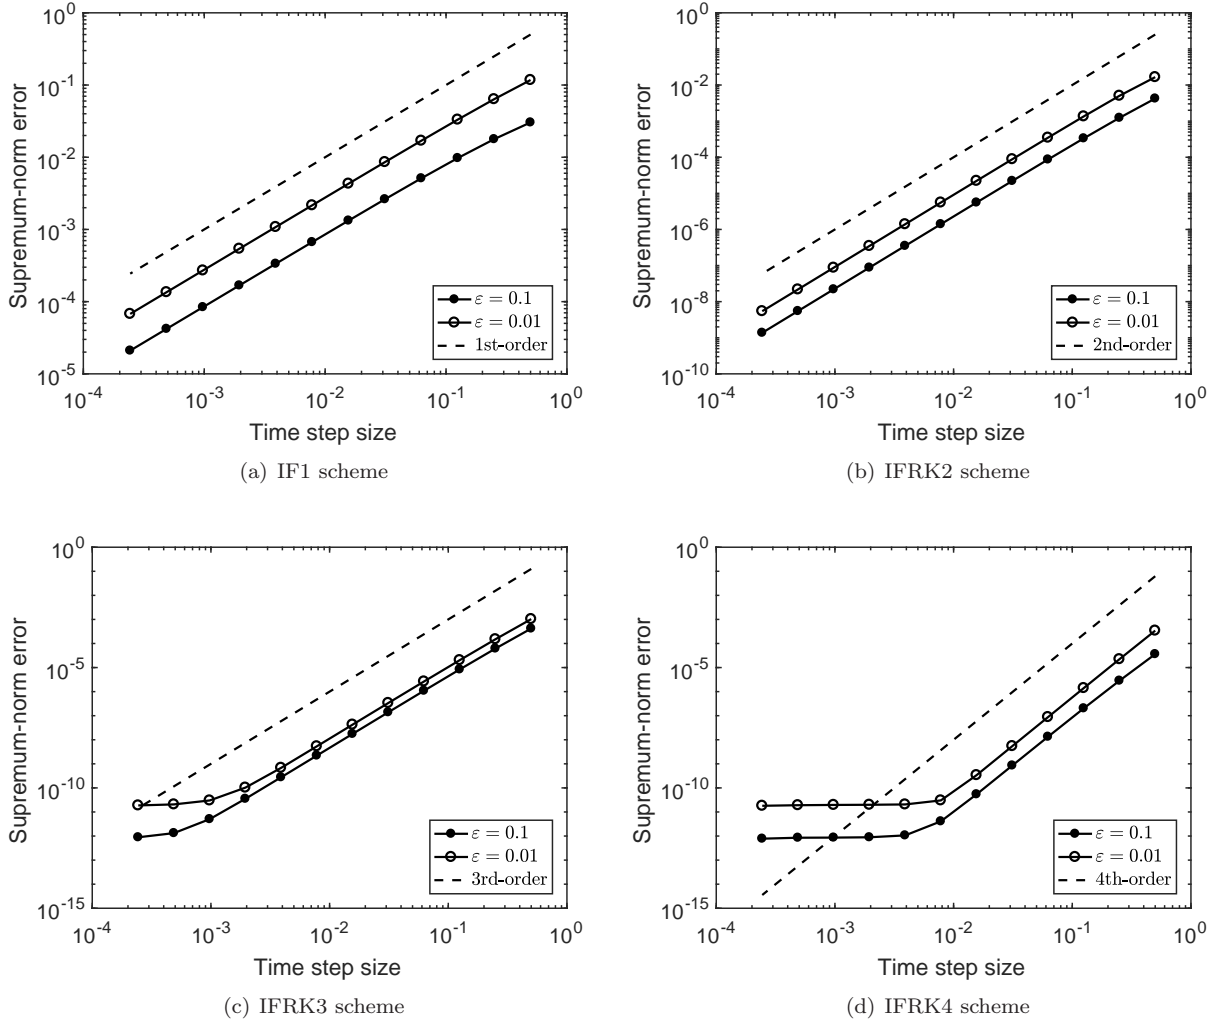 10^0
10^-1
10^-2
10^-3
10^-4
10^-5
Supremum-norm error
ε = 0.1
ε = 0.01
1st-order
10^-4 10^-3 10^-2 10^-1 10^0
Time step size
(a) IF1 scheme
10^0
10^-2
10^-4
10^-6
10^-8
10^-10
Supremum-norm error
ε = 0.1
ε = 0.01
2nd-order
10^-4 10^-3 10^-2 10^-1 10^0
Time step size
(b) IFRK2 scheme
10^0
10^-5
10^-10
10^-15
Supremum-norm error
ε = 0.1
ε = 0.01
3rd-order
10^-4 10^-3 10^-2 10^-1 10^0
Time step size
(c) IFRK3 scheme
10^0
10^-5
10^-10
10^-15
Supremum-norm error
ε = 0.1
ε = 0.01
4th-order
10^-4 10^-3 10^-2 10^-1 10^0
Time step size
(d) IFRK4 scheme